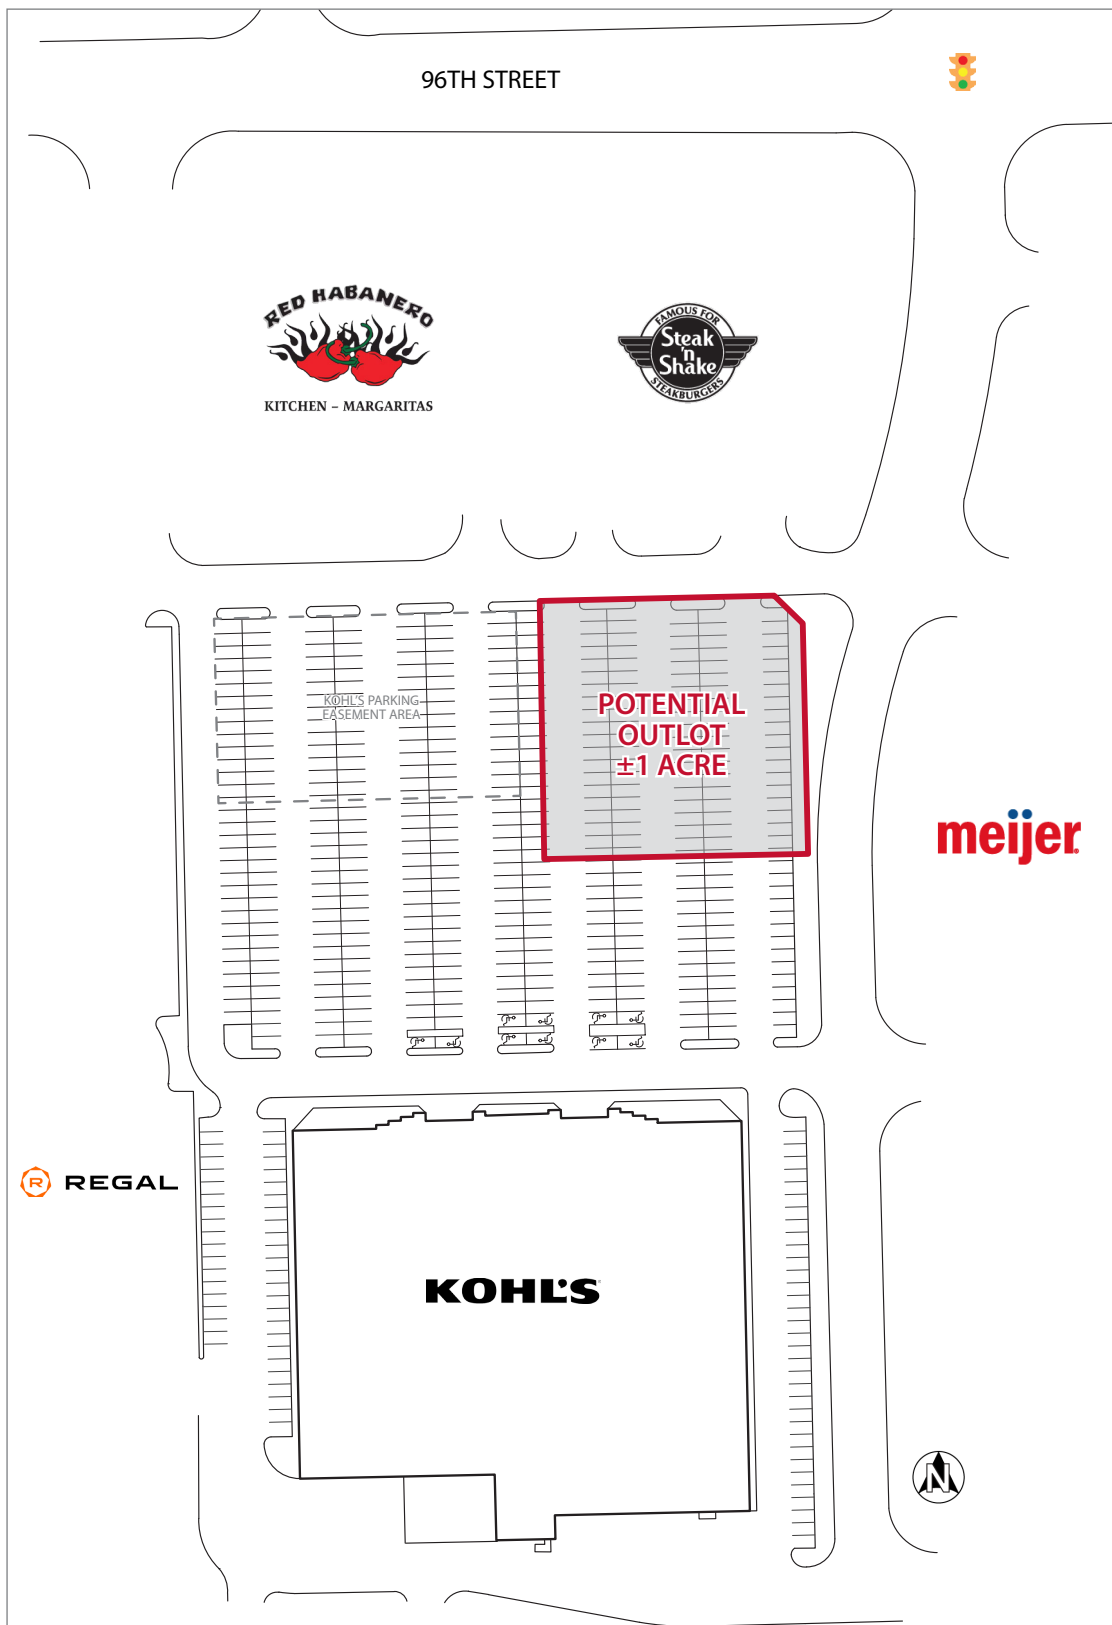 96TH STREET
RED HABANERO
KITCHEN – MARGARITAS
FAMOUS FOR
Steak
'n
Shake
STEAKBURGERS
KOHL'S PARKING
EASEMENT AREA
POTENTIAL
OUTLOT
±1 ACRE
meijer
R REGAL
KOHL'S
N